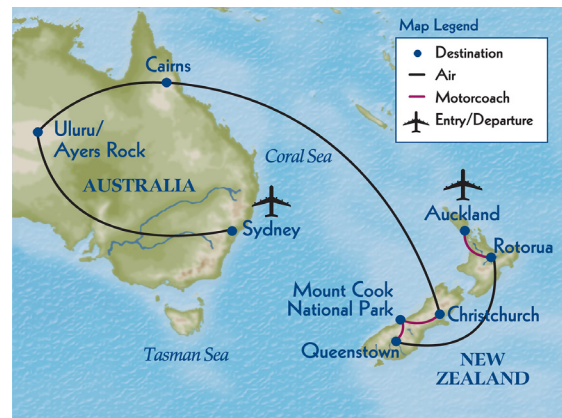 Map Legend
Destination
Air
Motorcoach
Entry/Departure
Cairns
Uluru/
Ayers Rock
Coral Sea
AUSTRALIA
Sydney
Auckland
Rotorua
Mount Cook
National Park
Christchurch
Queenstown
Tasman Sea
NEW
ZEALAND